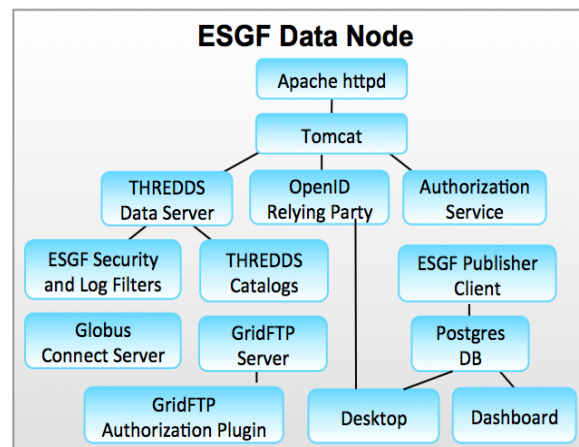 ESGF Data Node
Apache httpd
Tomcat
THREDDS
Data Server
OpenID
Relying Party
Authorization
Service
ESGF Security
and Log Filters
THREDDS
Catalogs
ESGF Publisher
Client
Globus
Connect Server
GridFTP
Server
Postgres
DB
GridFTP
Authorization Plugin
Desktop
Dashboard